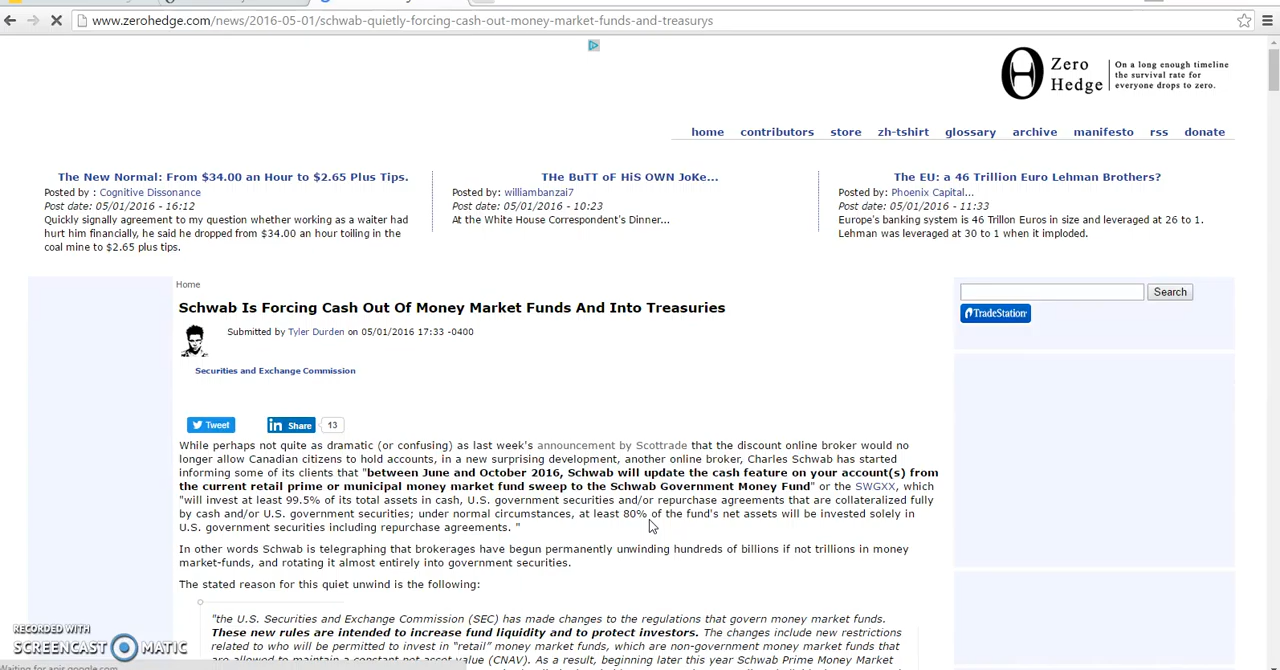 www.zerohedge.com/news/2016-05-01/schwab-quietly-forcing-cash-out-money-market-funds-and-treasurys
Zero Hedge
On a long enough timeline
the survival rate for
everyone drops to zero.
home contributors store zh-tshirt glossary archive manifesto rss donate
The New Normal: From $34.00 an Hour to $2.65 Plus Tips.
Posted by : Cognitive Dissonance
Post date: 05/01/2016 - 16:12
Quickly signally agreement to my question whether working as a waiter had
hurt him financially, he said he dropped from $34.00 an hour toiling in the
coal mine to $2.65 plus tips.
THe BuTT oF HiS OWN JoKe...
Posted by: williambanzai7
Post date: 05/01/2016 - 10:23
At the White House Correspondent's Dinner...
The EU: a 46 Trillion Euro Lehman Brothers?
Posted by: Phoenix Capital...
Post date: 05/01/2016 - 11:33
Europe's banking system is 46 Trillon Euros in size and leveraged at 26 to 1.
Lehman was leveraged at 30 to 1 when it imploded.
Home
Schwab Is Forcing Cash Out Of Money Market Funds And Into Treasuries
Submitted by Tyler Durden on 05/01/2016 17:33 -0400
Securities and Exchange Commission
Search
TradeStation
Tweet
in Share 13
While perhaps not quite as dramatic (or confusing) as last week's announcement by Scottrade that the discount online broker would no
longer allow Canadian citizens to hold accounts, in a new surprising development, another online broker, Charles Schwab has started
informing some of its clients that "between June and October 2016, Schwab will update the cash feature on your account(s) from
the current retail prime or municipal money market fund sweep to the Schwab Government Money Fund" or the SWGXX, which
"will invest at least 99.5% of its total assets in cash, U.S. government securities and/or repurchase agreements that are collateralized fully
by cash and/or U.S. government securities; under normal circumstances, at least 80% of the fund's net assets will be invested solely in
U.S. government securities including repurchase agreements. "
In other words Schwab is telegraphing that brokerages have begun permanently unwinding hundreds of billions if not trillions in money
market-funds, and rotating it almost entirely into government securities.
The stated reason for this quiet unwind is the following:
"the U.S. Securities and Exchange Commission (SEC) has made changes to the regulations that govern money market funds.
These new rules are intended to increase fund liquidity and to protect investors. The changes include new restrictions
related to who will be permitted to invest in "retail" money market funds, which are non-government money market funds that
(CNAV). As a result, beginning later this year Schwab Prime Money Market
RECORDED WITH
SCREENCAST MATIC